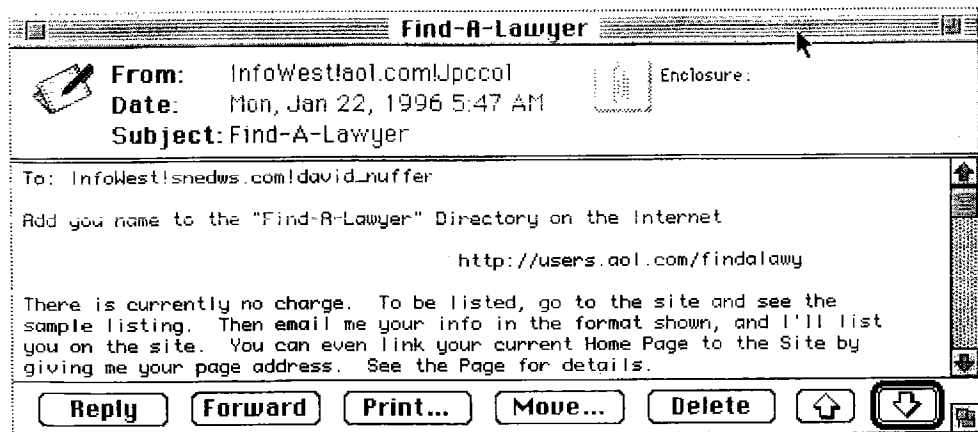 Find-A-Lawyer
From: InfoWest!aol.com!Jpccol
Enclosure:
Date: Mon, Jan 22, 1996 5:47 AM
Subject: Find-A-Lawyer
To: InfoWest!snedws.com!david_nuffer
Add you name to the "Find-A-Lawyer" Directory on the Internet
http://users.aol.com/findalawy
There is currently no charge.  To be listed, go to the site and see the
sample listing.  Then email me your info in the format shown, and I'll list
you on the site.  You can even link your current Home Page to the Site by
giving me your page address.  See the Page for details.
Reply Forward Print... Move... Delete